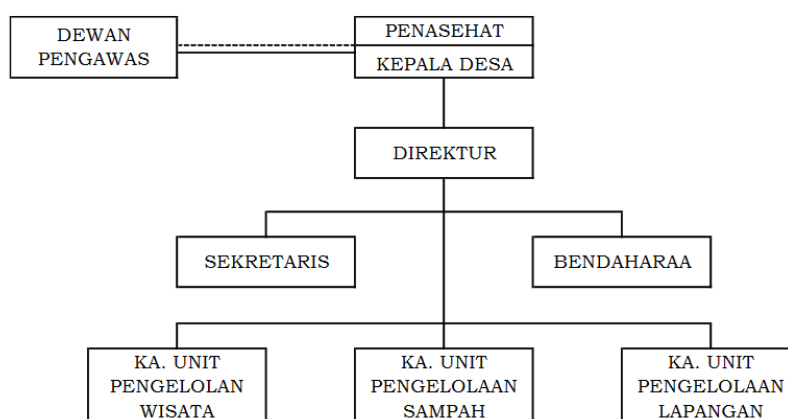 DEWAN
PENGAWAS
PENASEHAT
KEPALA DESA
DIREKTUR
SEKRETARIS
BENDAHARAA
KA. UNIT
PENGELOLAN
WISATA
KA. UNIT
PENGELOLAAN
SAMPAH
KA. UNIT
PENGELOLAAN
LAPANGAN